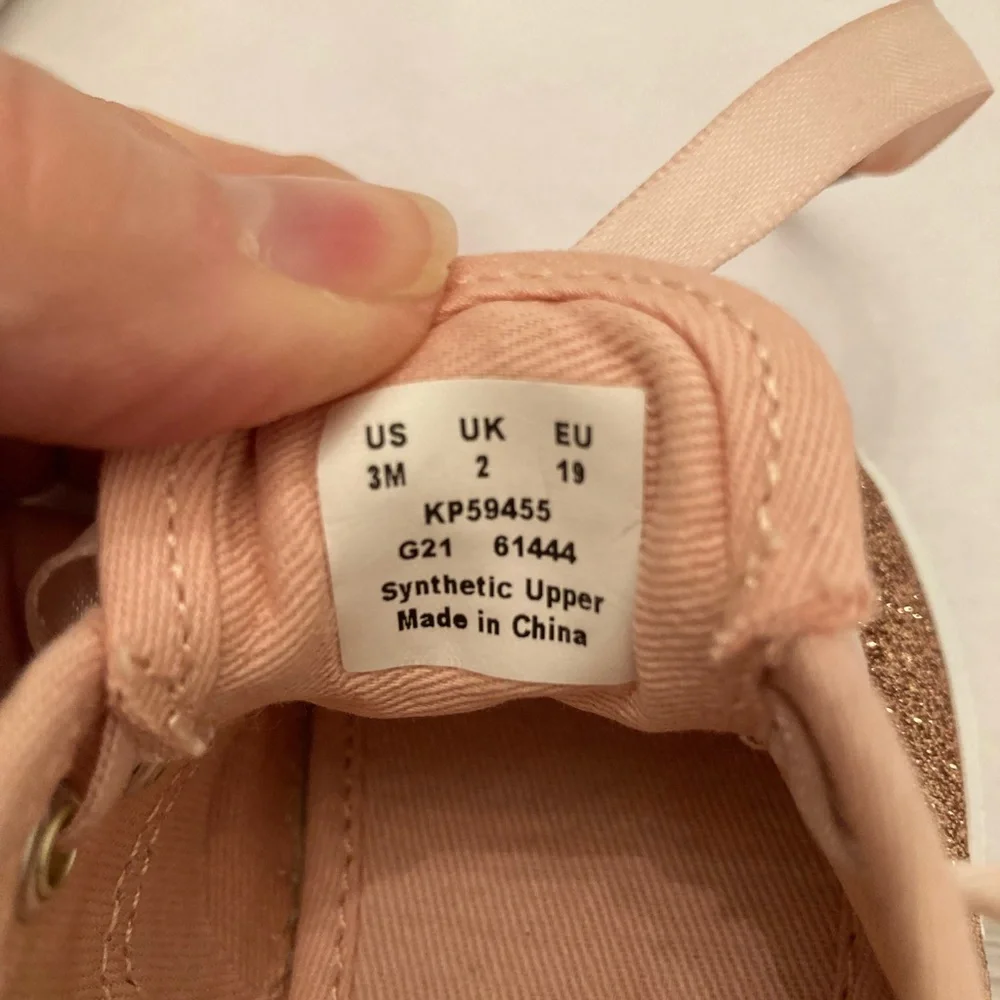 US UK EU
3M 2 19
KP59455
G21 61444
Synthetic Upper
Made in China